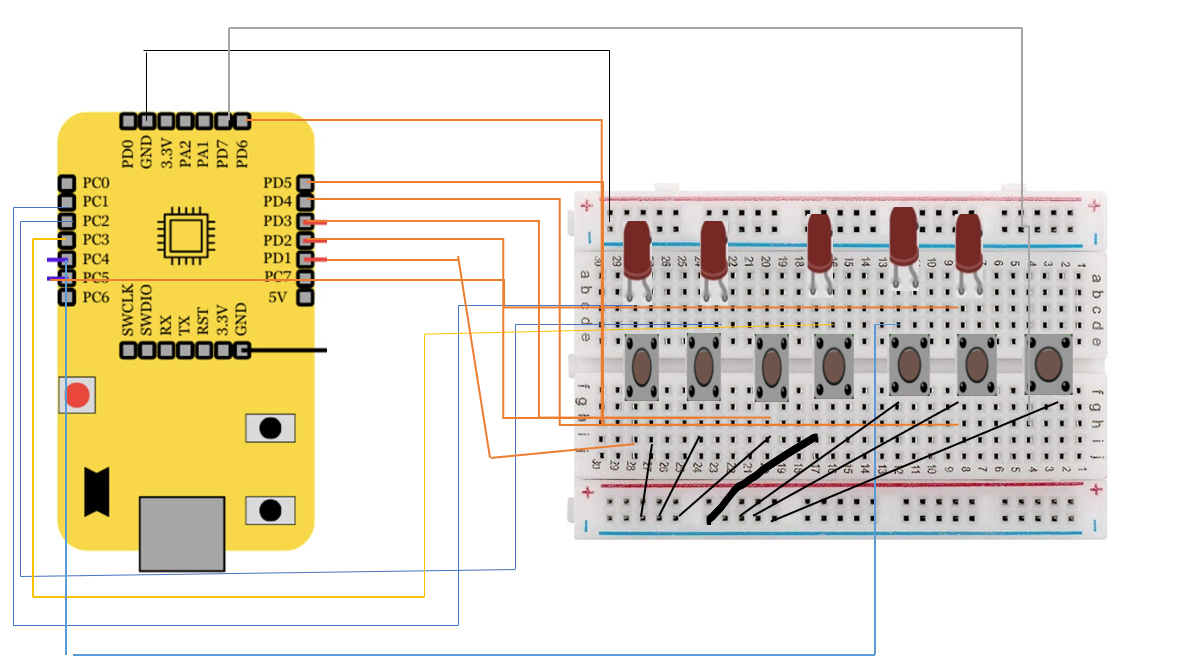 PD0
GND
3.3V
PA2
PA1
PD7
PD6
PC0
PC1
PC2
PC3
PC4
PC5
PC6
PD5
PD4
PD3
PD2
PD1
PC7
5V
SWCLK
SWDIO
RX
TX
RST
3.3V
GND
+ +
- -
a a
b b
c c
d d
e e
f f
g g
h h
i i
j j
+ +
- -